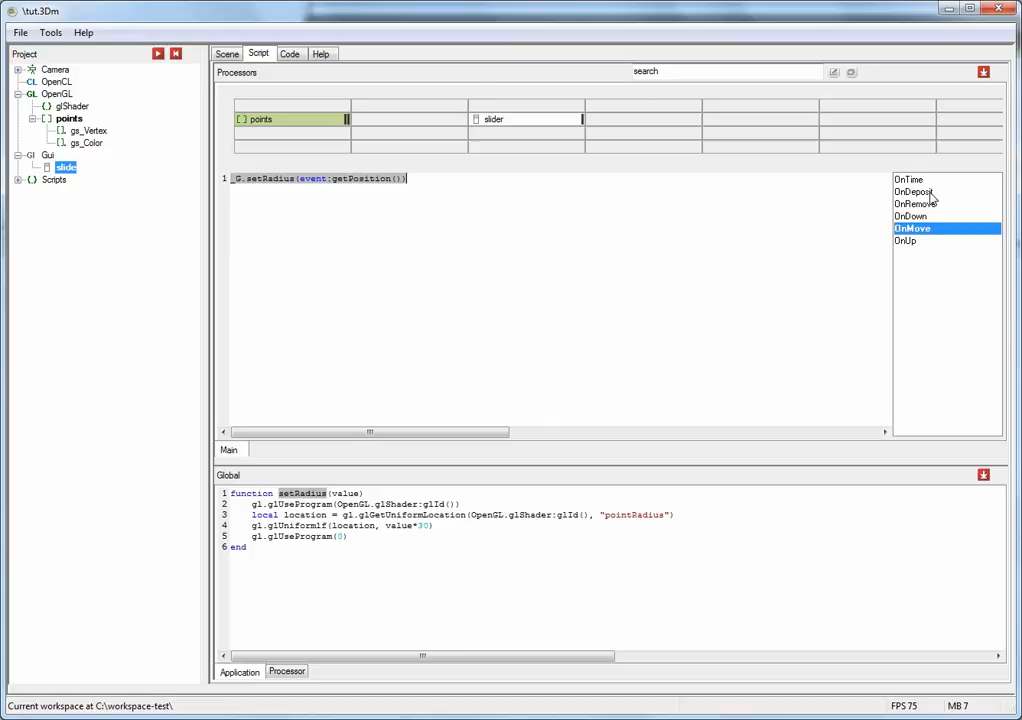 \tut.3Dm
File Tools Help
Project
Camera
OpenCL
OpenGL
glShader
points
gs_Vertex
gs_Color
Gui
slide
Scripts
Scene Script Code Help
Processors
search
points
slider
1 _G.setRadius(event:getPosition())
OnTime
OnDeposit
OnRemove
OnDown
OnMove
OnUp
Main
Global
1 function setRadius(value)
2 gl.glUseProgram(OpenGL.glShader:glId())
3 local location = gl.glGetUniformLocation(OpenGL.glShader:glId(), "pointRadius")
4 gl.glUniform1f(location, value*30)
5 gl.glUseProgram(0)
6 end
Application Processor
Current workspace at C:\workspace-test\
FPS 75
MB 7